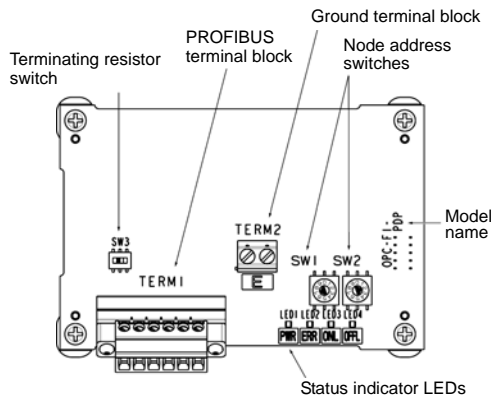 Ground terminal block
PROFIBUS
terminal block
Node address
switches
Terminating resistor
switch
Model
name
OPC-F1-
PDP
SW3
TERM2
TERM1
E
SW1
SW2
LED1
LED2
LED3
LED4
PWR
ERR
ONL
OFFL
Status indicator LEDs